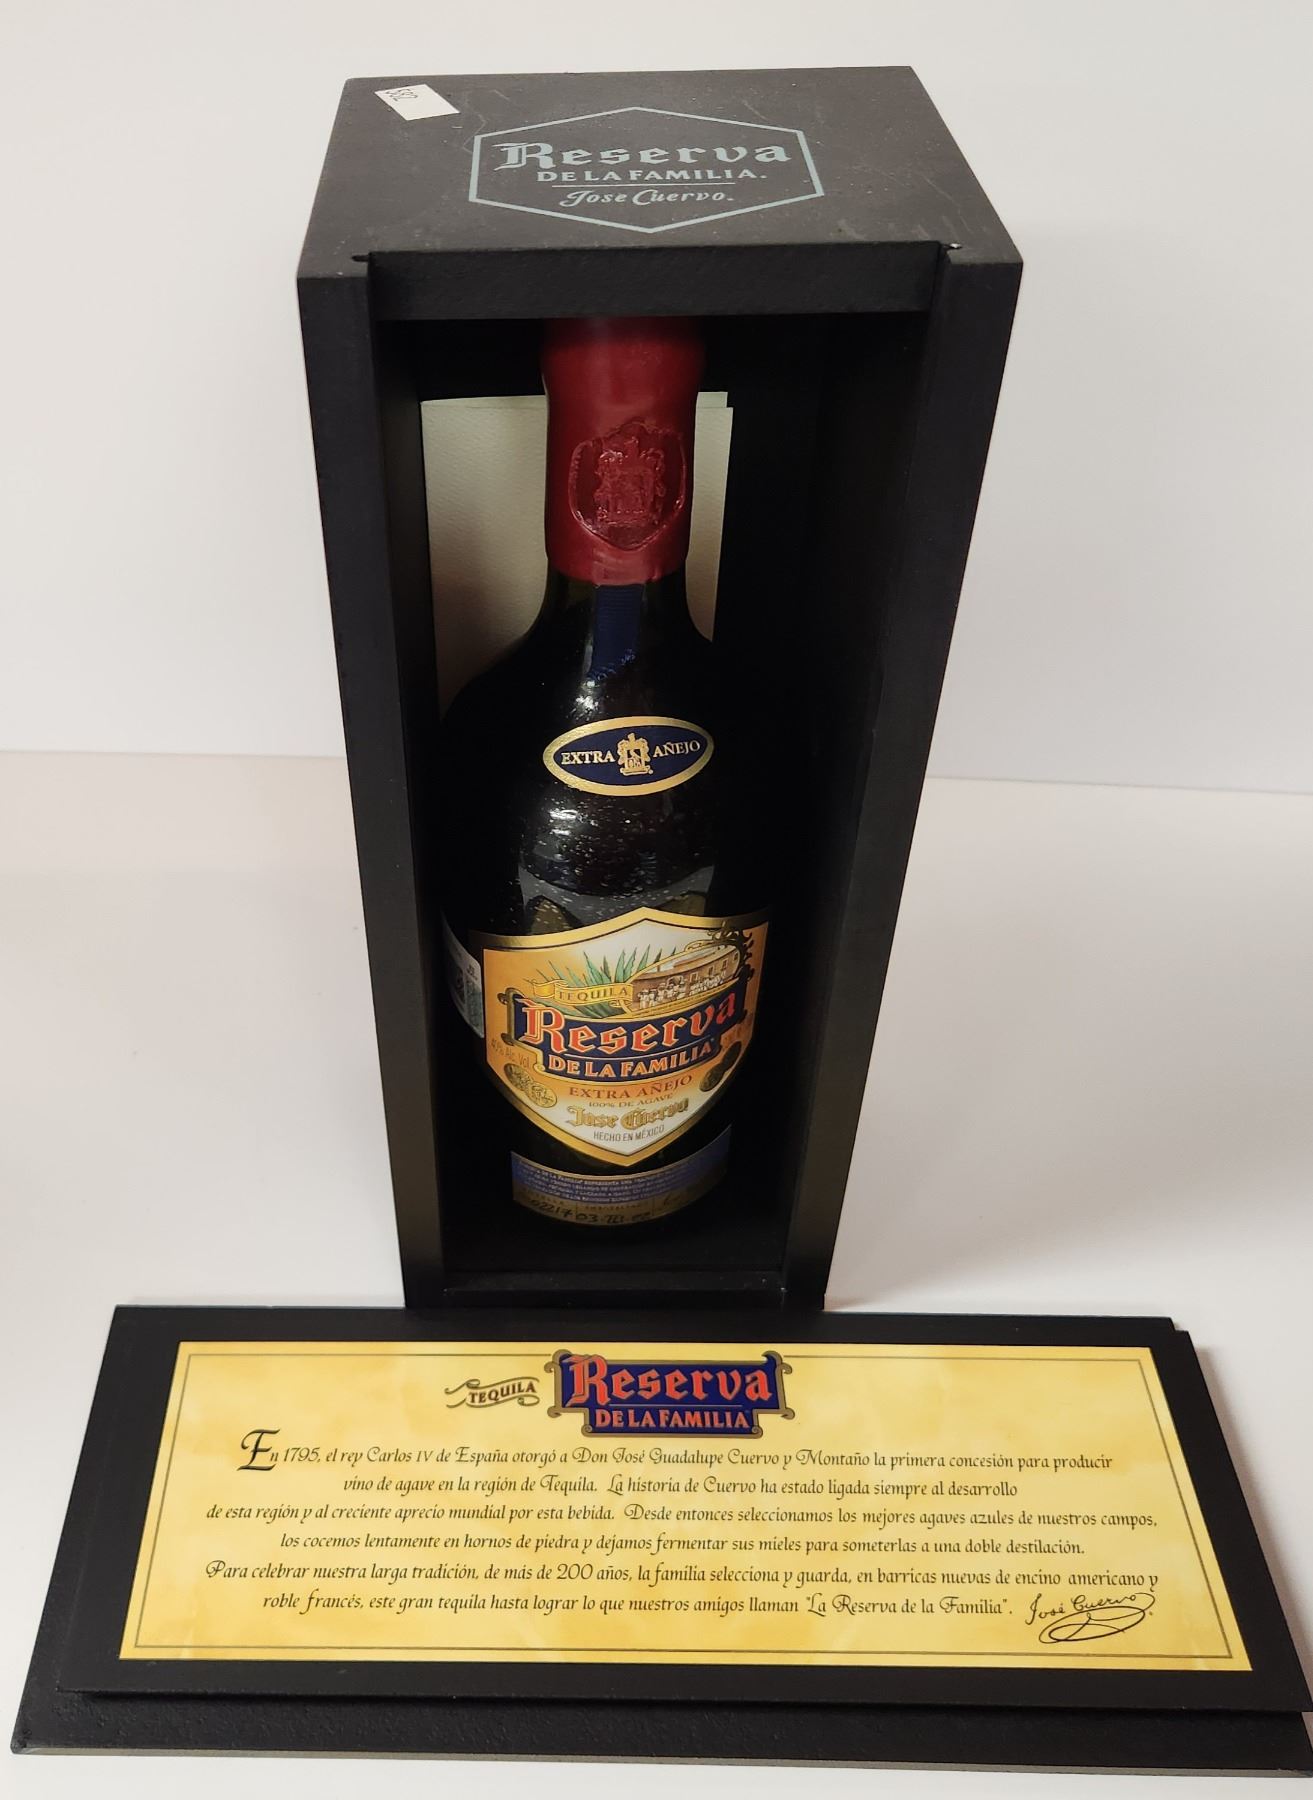 592
Reserva
DE LA FAMILIA.
Jose Cuervo.
EXTRA AÑEJO
TEQUILA
Reserva
DE LA FAMILIA
40% Alc. Vol.
EXTRA AÑEJO
100% DE AGAVE
Jose Cuervo
HECHO EN MÉXICO
TEQUILA
Reserva
DE LA FAMILIA
En 1795, el rey Carlos IV de España otorgó a Don José Guadalupe Cuervo y Montaño la primera concesión para producir
vino de agave en la región de Tequila. La historia de Cuervo ha estado ligada siempre al desarrollo
de esta región y al creciente aprecio mundial por esta bebida. Desde entonces seleccionamos los mejores agaves azules de nuestros campos,
los cocemos lentamente en hornos de piedra y dejamos fermentar sus mieles para someterlas a una doble destilación.
Para celebrar nuestra larga tradición, de más de 200 años, la familia selecciona y guarda, en barricas nuevas de encino americano y
roble francés, este gran tequila hasta lograr lo que nuestros amigos llaman "La Reserva de la Familia".
José Cuervo